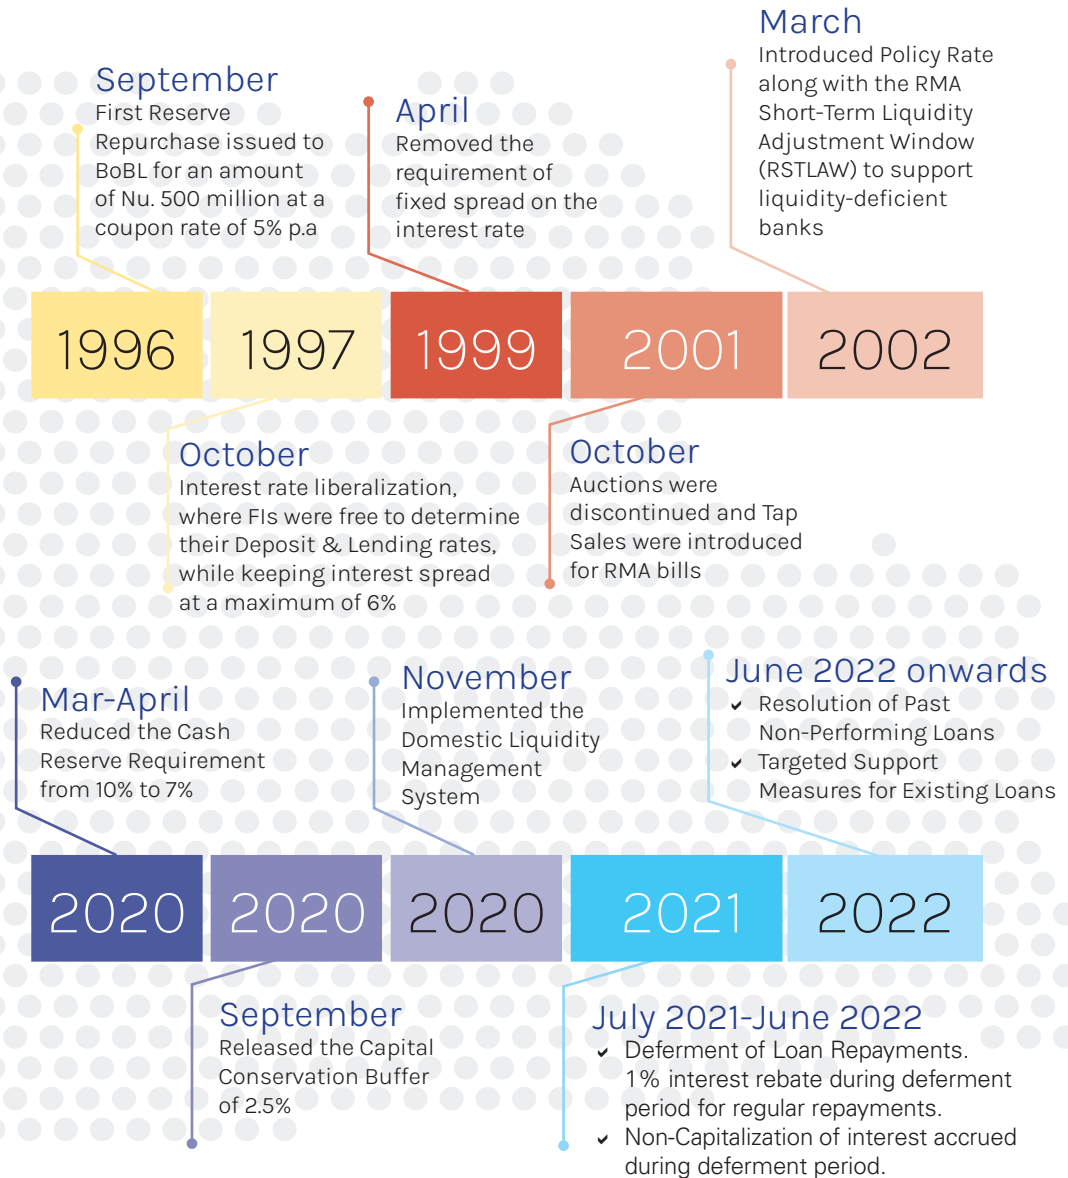 September
First Reserve
Repurchase issued to
BoBL for an amount
of Nu. 500 million at a
coupon rate of 5% p.a
April
Removed the
requirement of
fixed spread on the
interest rate
March
Introduced Policy Rate
along with the RMA
Short-Term Liquidity
Adjustment Window
(RSTLAW) to support
liquidity-deficient
banks
1996
1997
1999
2001
2002
October
Interest rate liberalization,
where FIs were free to determine
their Deposit & Lending rates,
while keeping interest spread
at a maximum of 6%
October
Auctions were
discontinued and Tap
Sales were introduced
for RMA bills
Mar-April
Reduced the Cash
Reserve Requirement
from 10% to 7%
November
Implemented the
Domestic Liquidity
Management
System
June 2022 onwards
✓ Resolution of Past
Non-Performing Loans
✓ Targeted Support
Measures for Existing Loans
2020
2020
2020
2021
2022
September
Released the Capital
Conservation Buffer
of 2.5%
July 2021-June 2022
✓ Deferment of Loan Repayments.
1% interest rebate during deferment
period for regular repayments.
✓ Non-Capitalization of interest accrued
during deferment period.